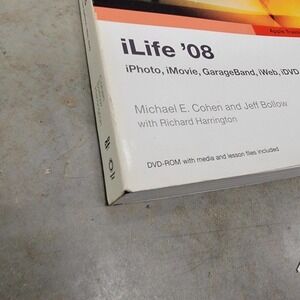 Apple
iLife ’08
iPhoto, iMovie, GarageBand, iWeb, iDVD
Michael E. Cohen and Jeff Bollow
with Richard Harrington
DVD-ROM with media and lesson files included